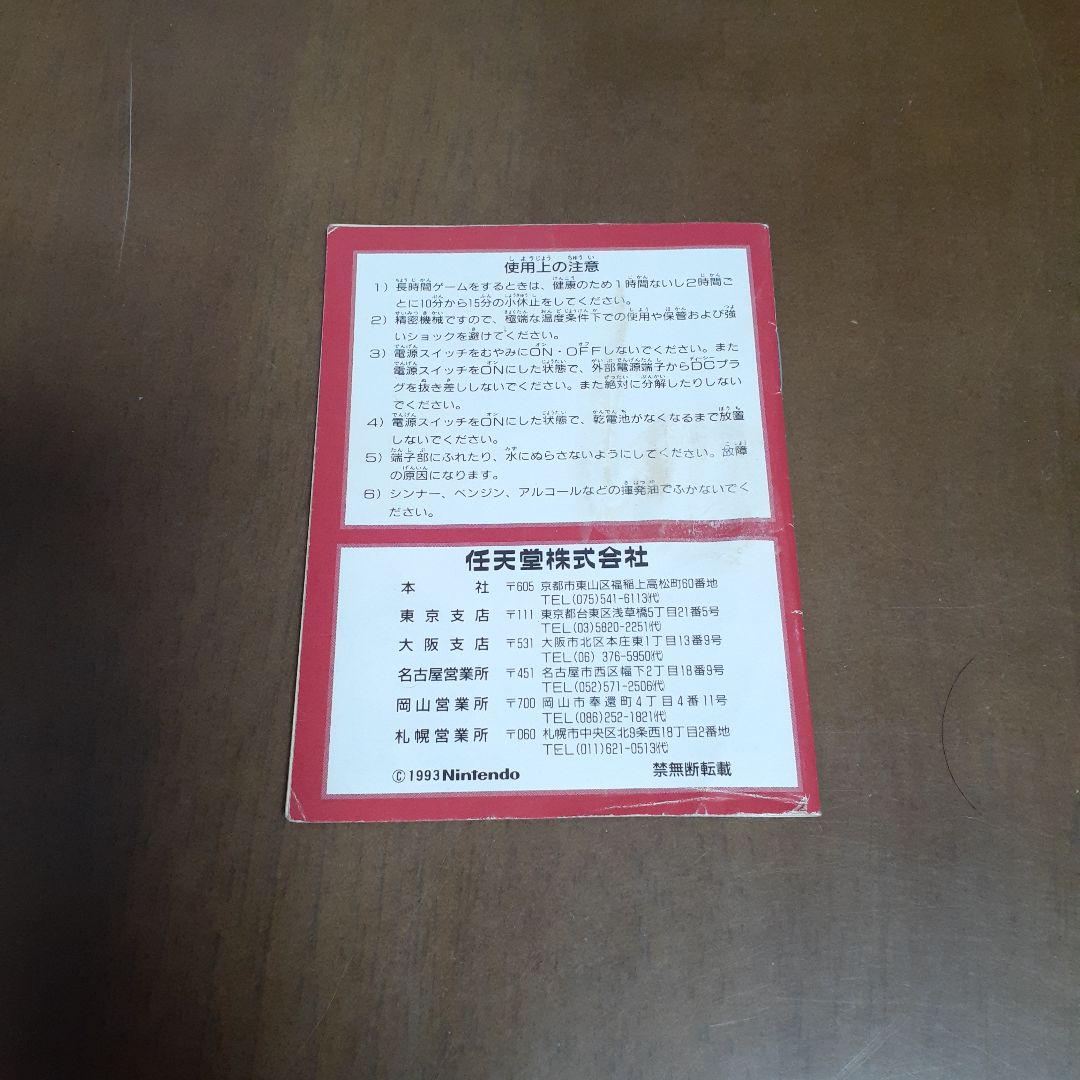 使用上の注意
1）長時間ゲームをするときは、健康のため1時間ないし2時間ご
とに10分から15分の小休止をしてください。
2）精密機械ですので、極端な温度条件下での使用や保管および強
いショックを避けてください。
3）電源スイッチをむやみにON・OFFしないでください。また
電源スイッチをONにした状態で、外部電源端子からDCプラ
グを抜き差ししないでください。また絶対に分解したりしない
でください。
4）電源スイッチをONにした状態で、乾電池がなくなるまで放置
しないでください。
5）端子部にふれたり、水にぬらさないようにしてください。故障
の原因になります。
6）シンナー、ベンジン、アルコールなどの揮発油でふかないでく
ださい。
任天堂株式会社
本社 〒605 京都市東山区福稲上高松町60番地
TEL(075)541-6113代
東京支店 〒111 東京都台東区浅草橋5丁目21番5号
TEL(03)5820-2251代
大阪支店 〒531 大阪市北区本庄東1丁目13番9号
TEL(06) 376-5950代
名古屋営業所 〒451 名古屋市西区幅下2丁目18番9号
TEL(052)571-2506代
岡山営業所 〒700 岡山市奉還町4丁目4番11号
TEL(086)252-1821代
札幌営業所 〒060 札幌市中央区北9条西18丁目2番地
TEL(011)621-0513代
©1993 Nintendo 禁無断転載